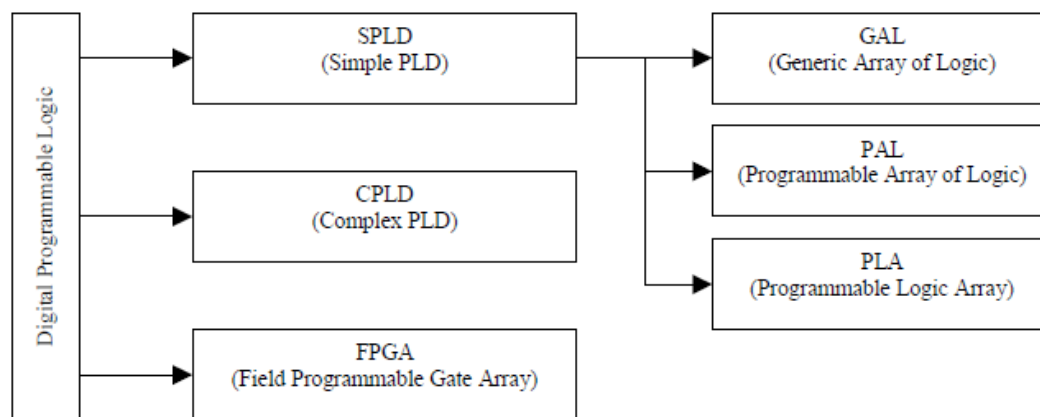 Digital Programmable Logic
SPLD
(Simple PLD)
CPLD
(Complex PLD)
FPGA
(Field Programmable Gate Array)
GAL
(Generic Array of Logic)
PAL
(Programmable Array of Logic)
PLA
(Programmable Logic Array)